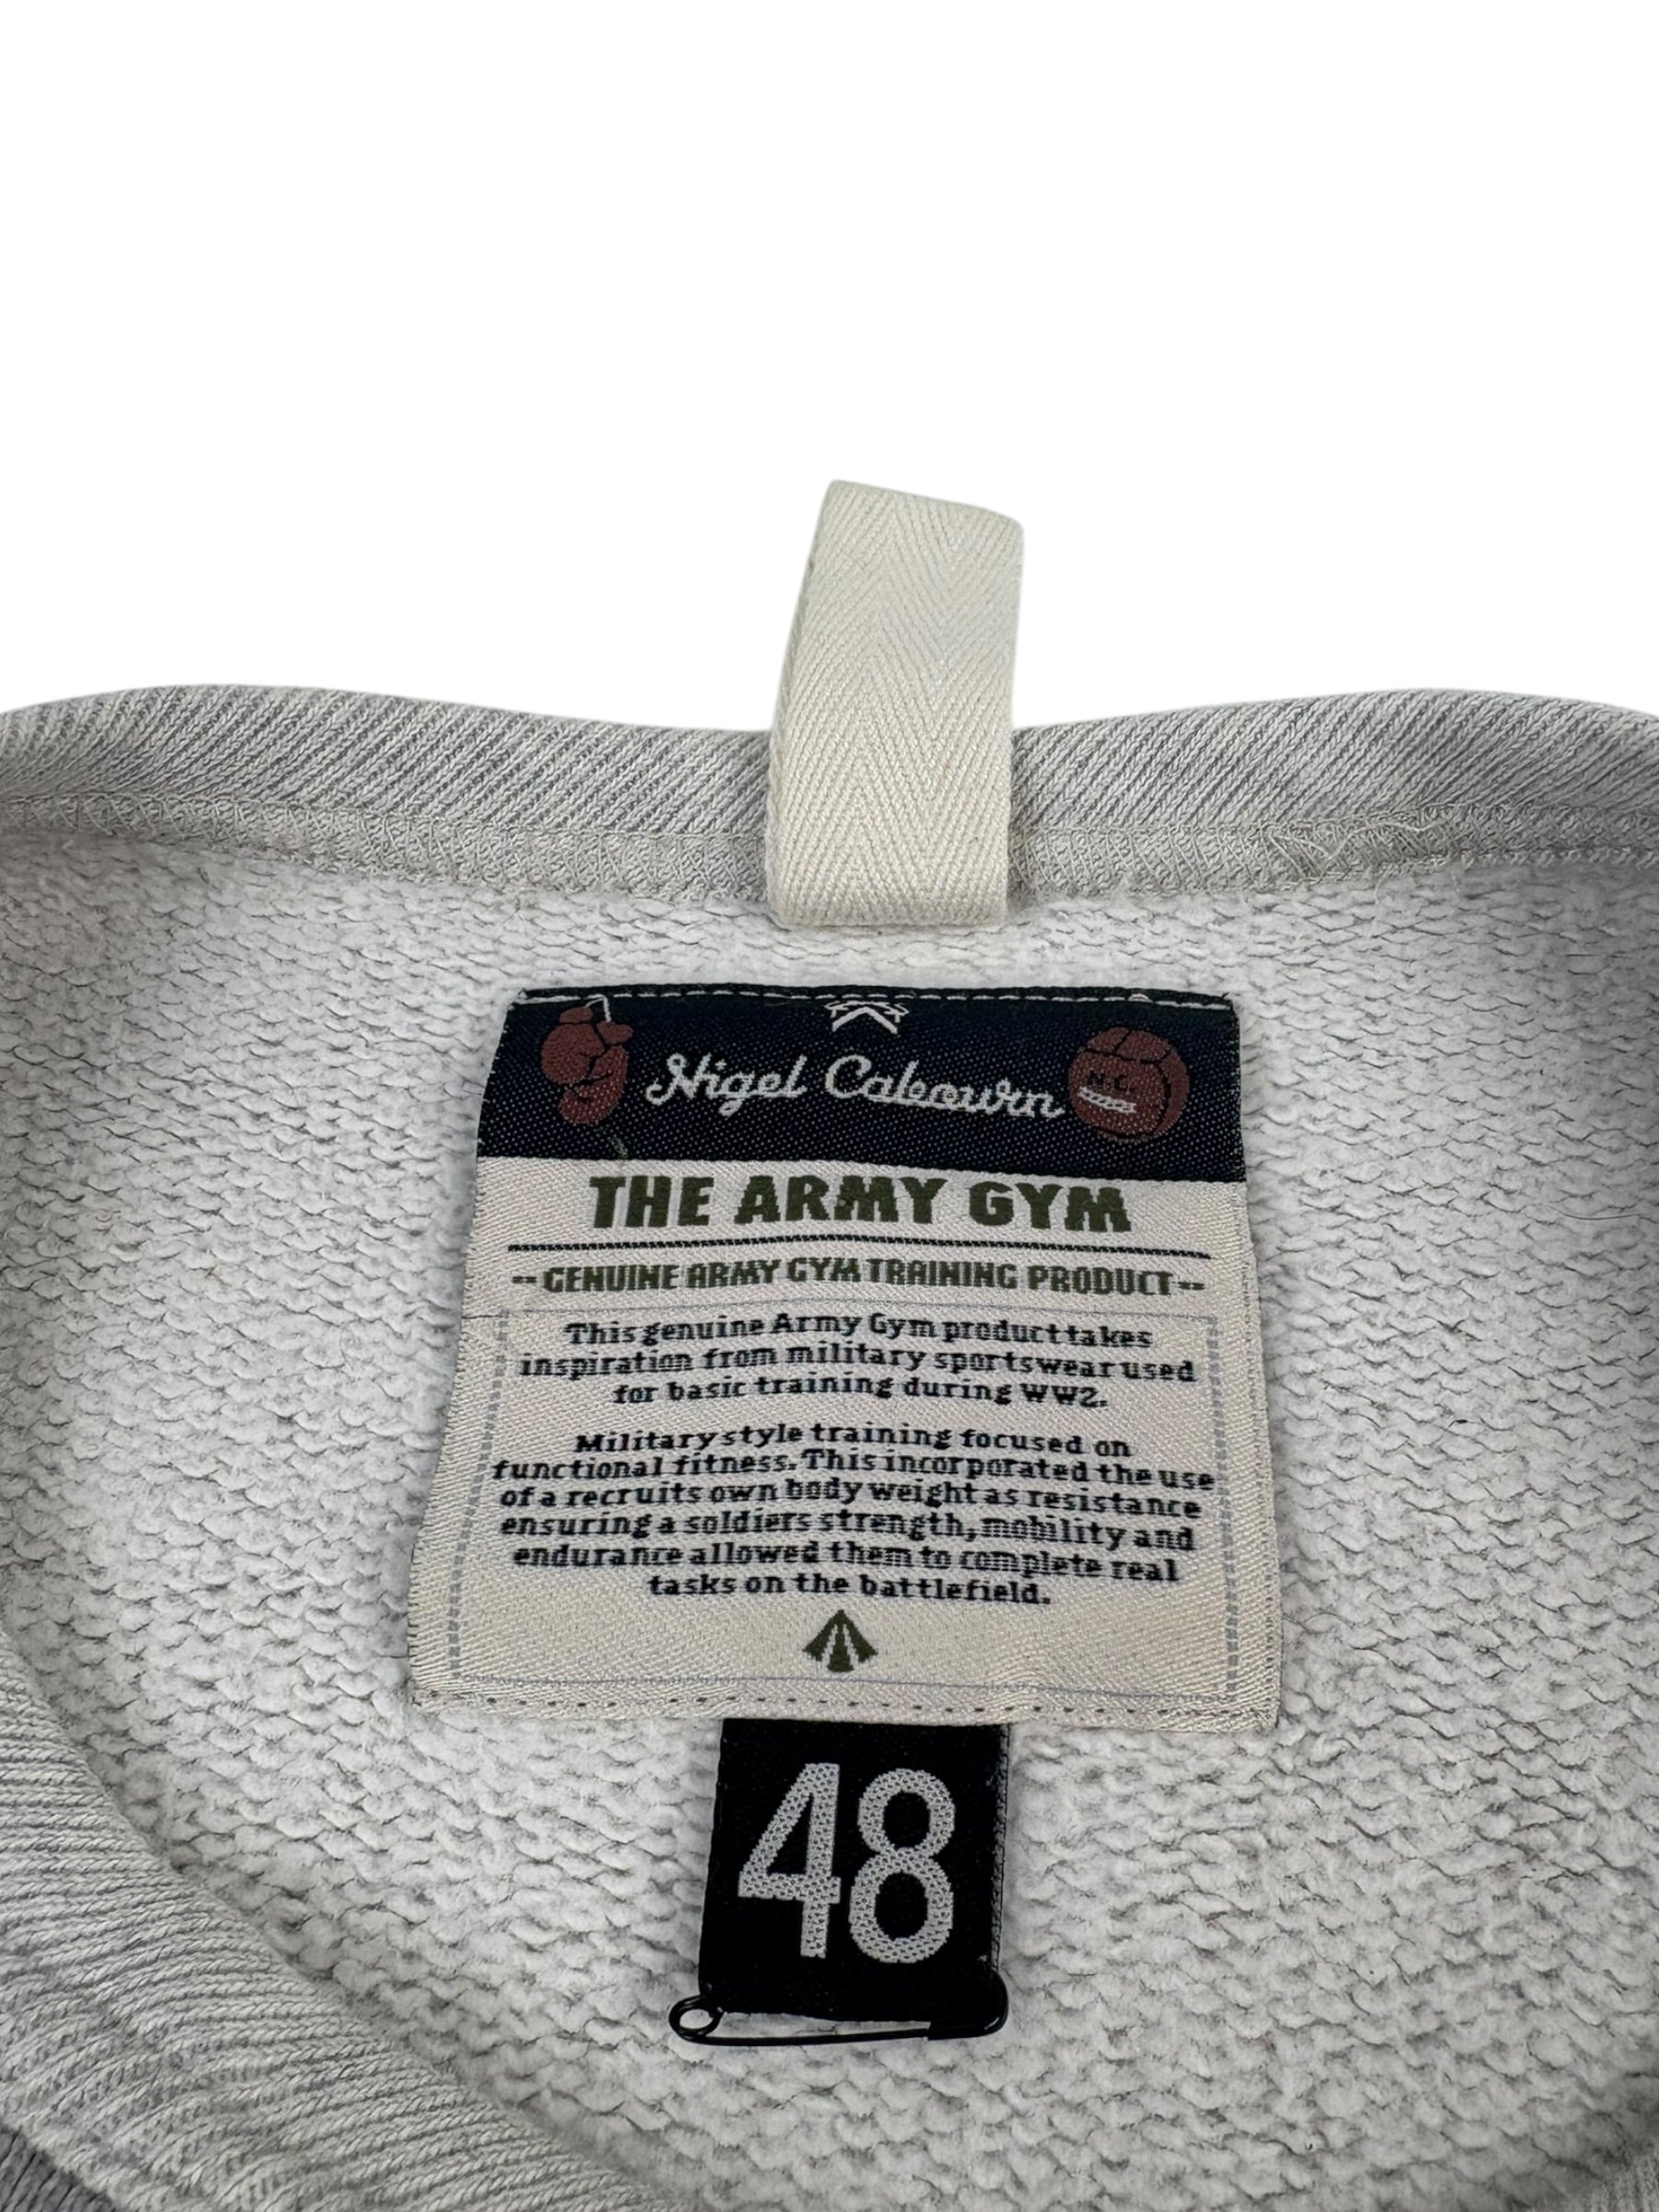 Nigel Cabourn
N.C.
THE ARMY GYM
-- GENUINE ARMY GYM TRAINING PRODUCT --
This genuine Army Gym product takes
inspiration from military sportswear used
for basic training during WW2.
Military style training focused on
functional fitness. This incorporated the use
of a recruits own body weight as resistance
ensuring a soldiers strength, mobility and
endurance allowed them to complete real
tasks on the battlefield.
48